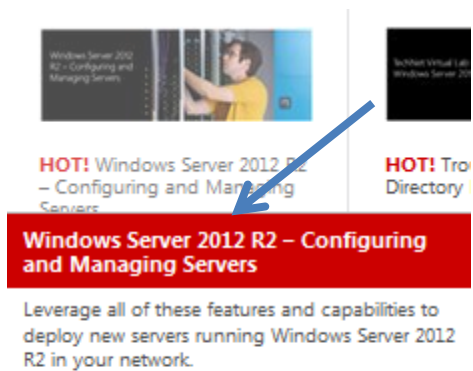 Windows Server 2012
R2 – Configuring and
Managing Servers
TechNet Virtual Lab
Windows Server
HOT! Windows Server 2012 R2
– Configuring and Managing
Servers
HOT!
Directory
Windows Server 2012 R2 – Configuring
and Managing Servers
Leverage all of these features and capabilities to
deploy new servers running Windows Server 2012
R2 in your network.